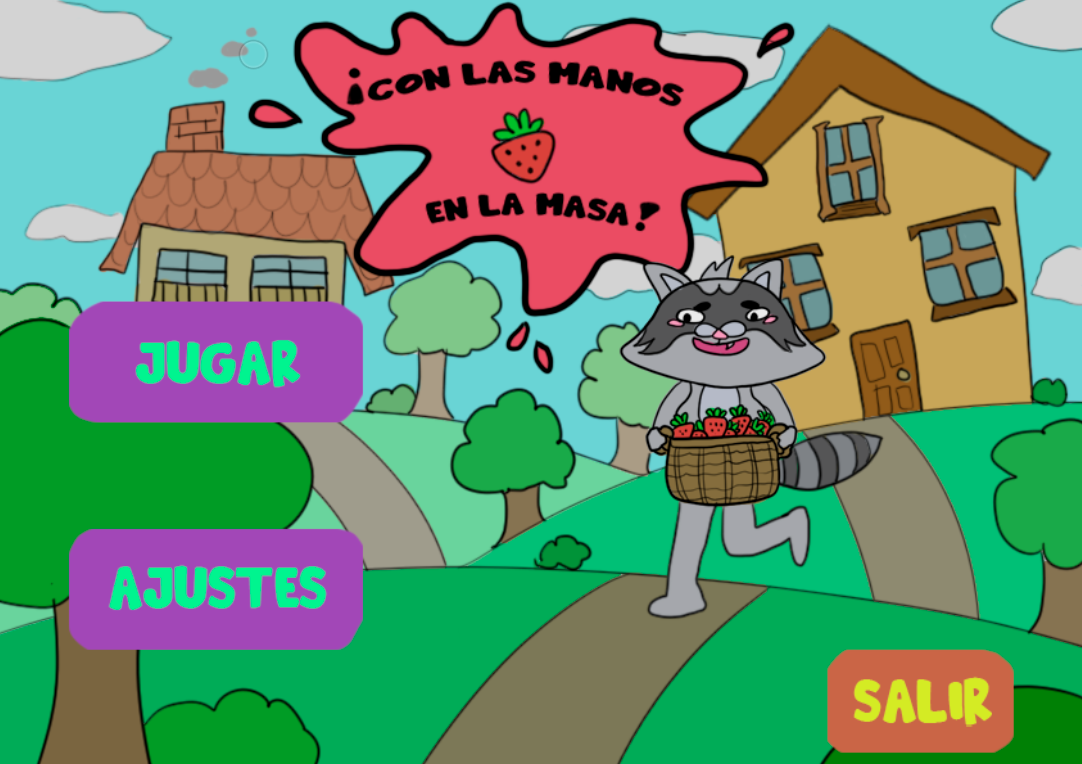 ¡CON LAS MANOS
EN LA MASA!
JUGAR
AJUSTES
SALIR